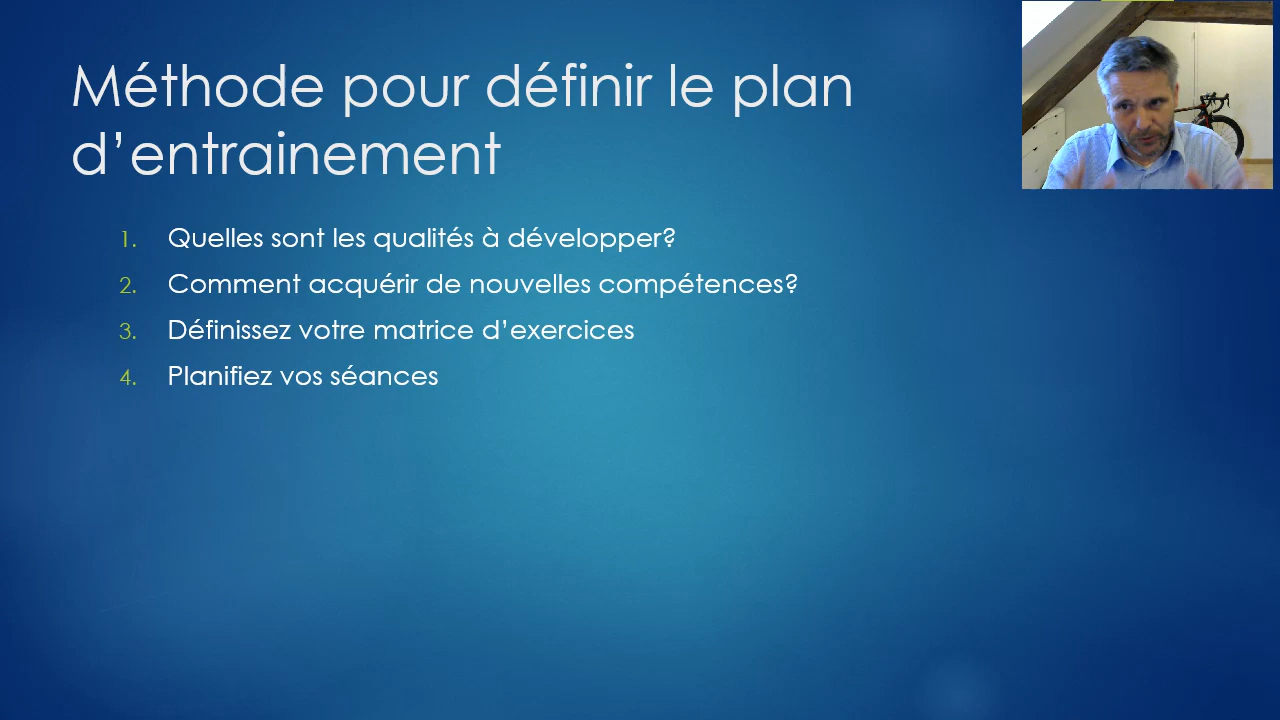 Méthode pour définir le plan
d’entrainement
1. Quelles sont les qualités à développer?
2. Comment acquérir de nouvelles compétences?
3. Définissez votre matrice d’exercices
4. Planifiez vos séances